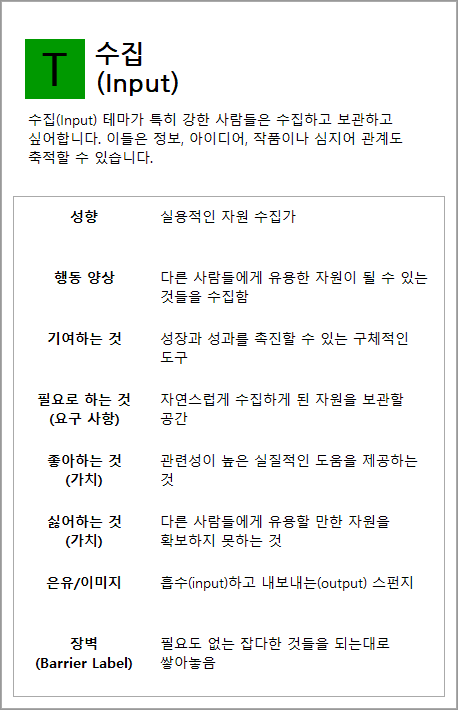 T
수집
(Input)
수집(Input) 테마가 특히 강한 사람들은 수집하고 보관하고
싶어합니다. 이들은 정보, 아이디어, 작품이나 심지어 관계도
축적할 수 있습니다.
성향
실용적인 자원 수집가
행동 양상
다른 사람들에게 유용한 자원이 될 수 있는
것들을 수집함
기여하는 것
성장과 성과를 촉진할 수 있는 구체적인
도구
필요로 하는 것
(요구 사항)
자연스럽게 수집하게 된 자원을 보관할
공간
좋아하는 것
(가치)
관련성이 높은 실질적인 도움을 제공하는
것
싫어하는 것
(가치)
다른 사람들에게 유용할 만한 자원을
확보하지 못하는 것
은유/이미지
흡수(input)하고 내보내는(output) 스펀지
장벽
(Barrier Label)
필요도 없는 잡다한 것들을 되는대로
쌓아놓음